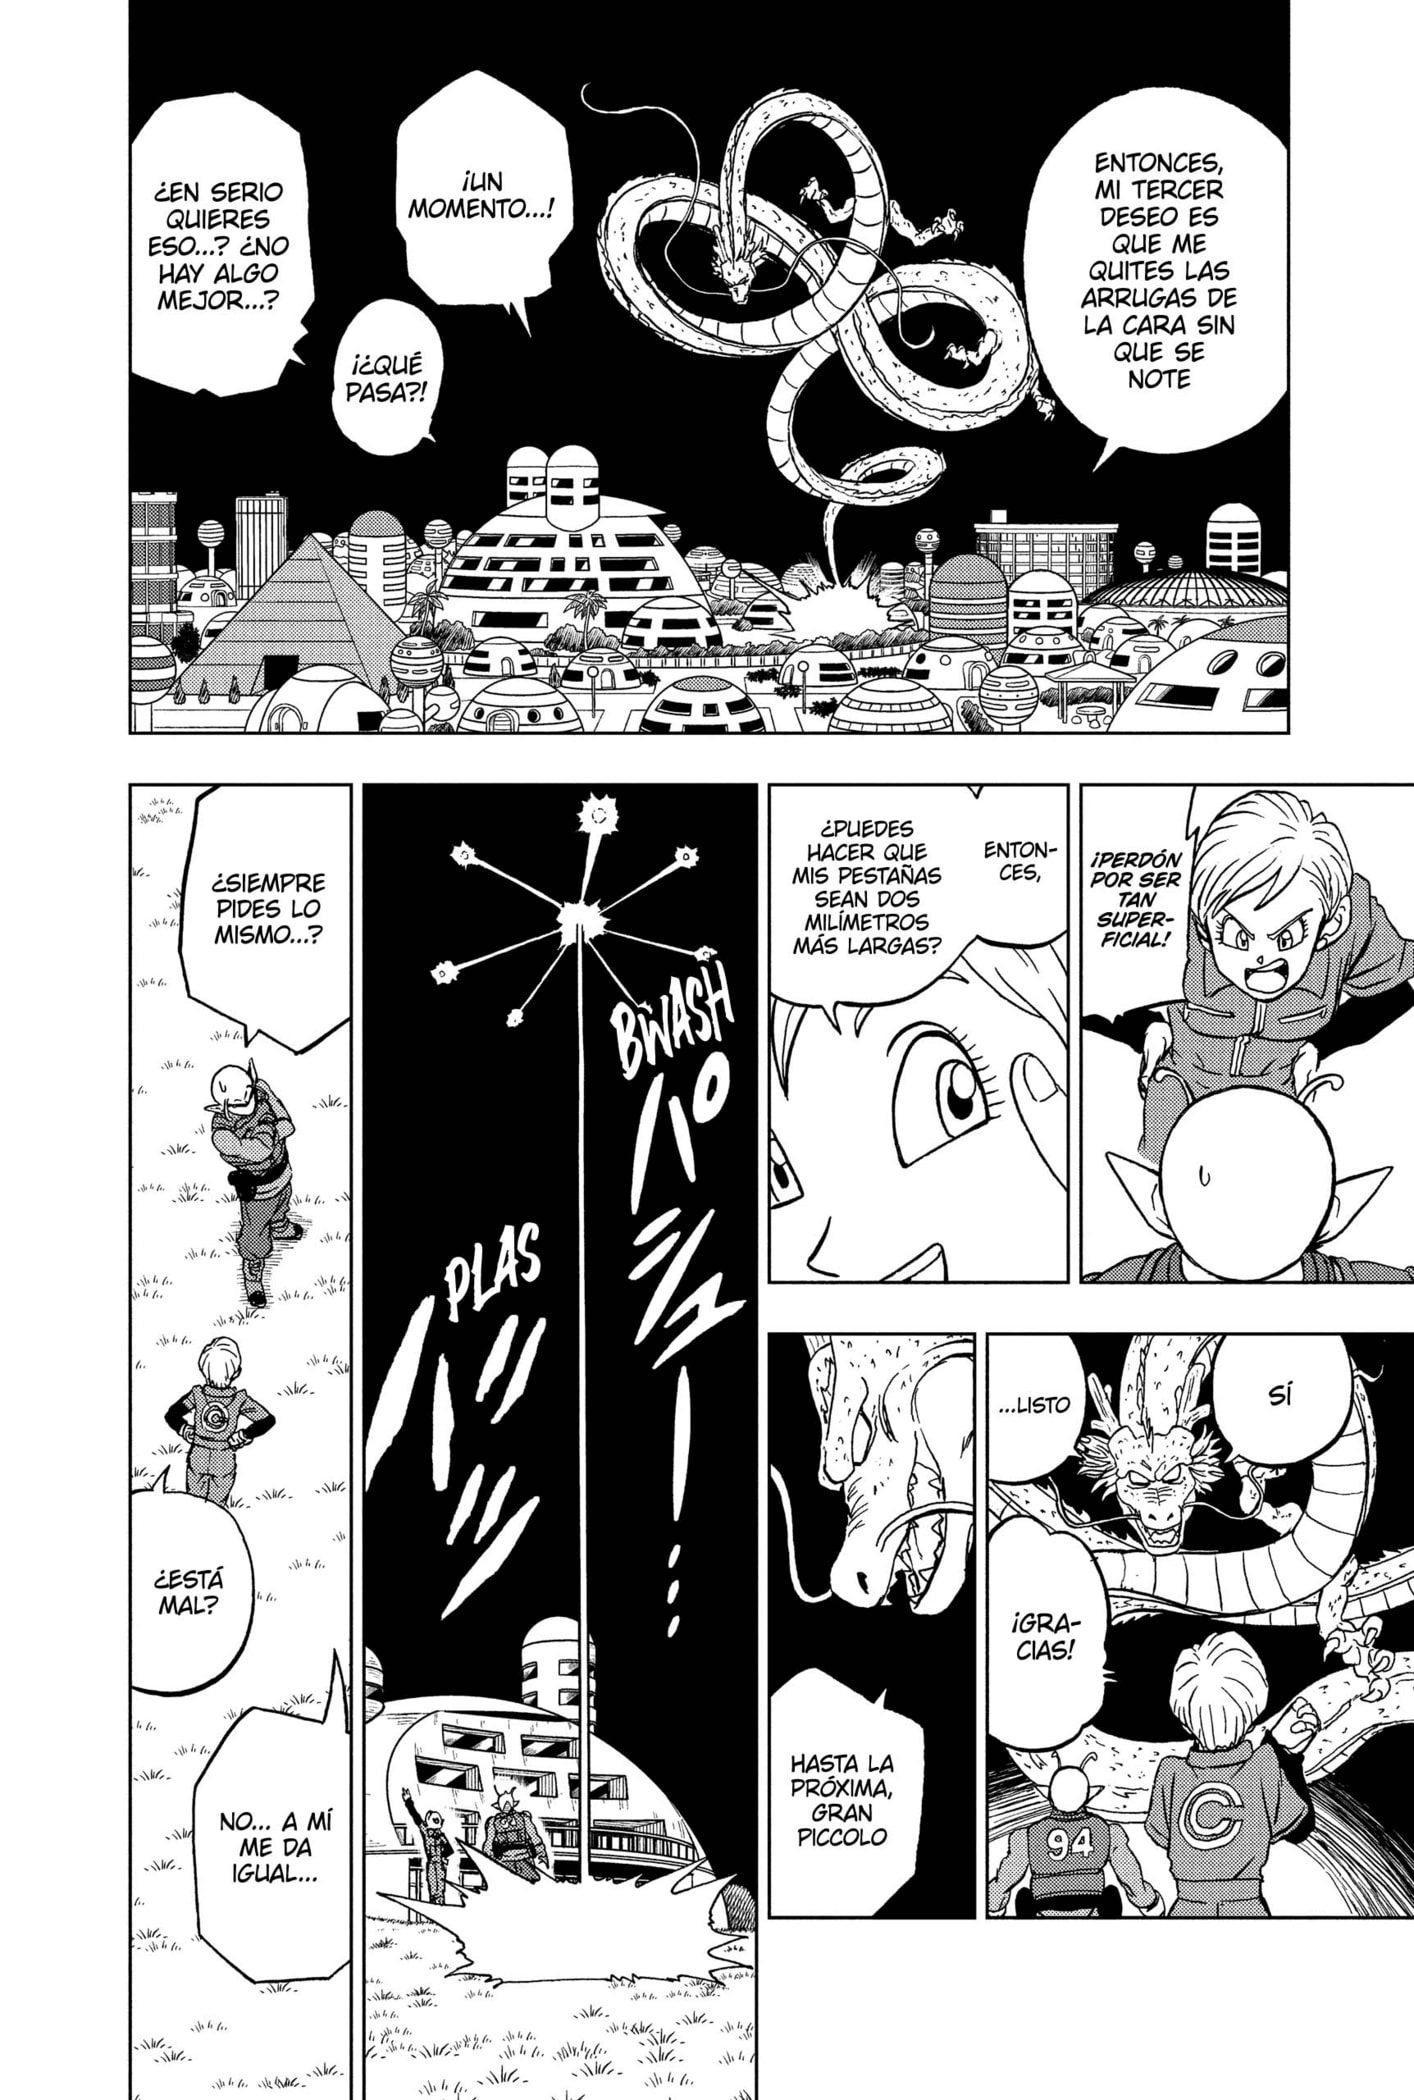 ENTONCES,
MI TERCER
DESEO ES
QUE ME
QUITES LAS
ARRUGAS DE
LA CARA SIN
QUE SE
NOTE
¡UN
MOMENTO...!
¡¿QUÉ
PASA?!
¿EN SERIO
QUIERES
ESO...? ¿NO
HAY ALGO
MEJOR...?
¡PERDÓN
POR SER
TAN
SUPER-
FICIAL!
ENTON-
CES,
¿PUEDES
HACER QUE
MIS PESTAÑAS
SEAN DOS
MILÍMETROS
MÁS LARGAS?
SÍ
...LISTO
¡GRA-
CIAS!
94
C
HASTA LA
PRÓXIMA,
GRAN
PICCOLO
BWASH
パシュー…
PLAS
バッ
¿SIEMPRE
PIDES LO
MISMO...?
C
¿ESTÁ
MAL?
NO... A MÍ
ME DA
IGUAL...